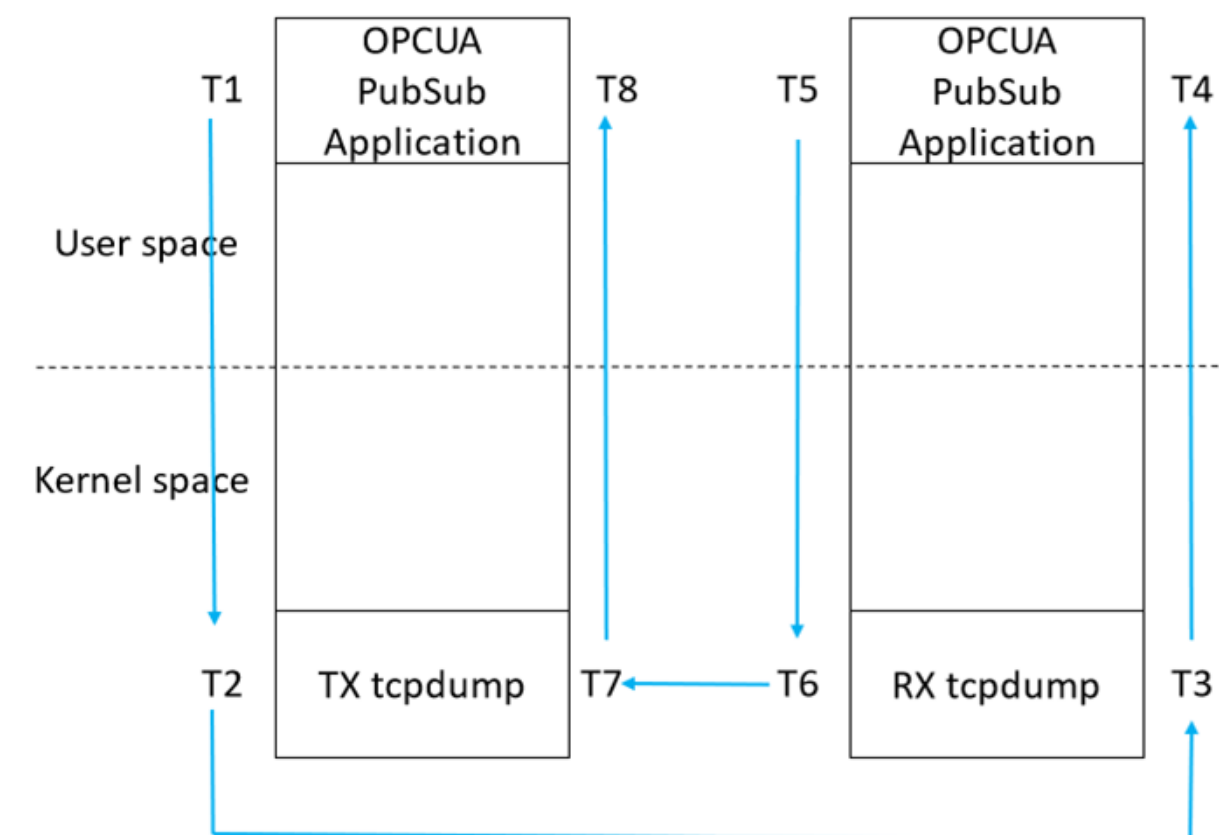 OPCUA
PubSub
Application
OPCUA
PubSub
Application
T1
T8
T5
T4
User space
Kernel space
T2
TX tcpdump
T7
T6
RX tcpdump
T3